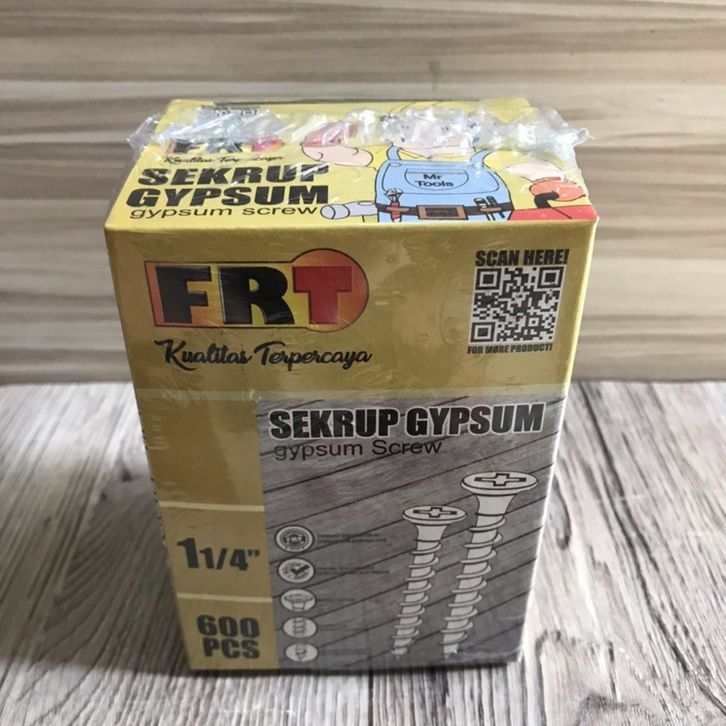 FRT
Kualitas Terpercaya
SEKRUP
GYPSUM
gypsum screw
Mr
Tools
FRT
Kualitas Terpercaya
SCAN HERE!
FOR MORE PRODUCT!
SEKRUP GYPSUM
gypsum Screw
1 1/4"
600
PCS